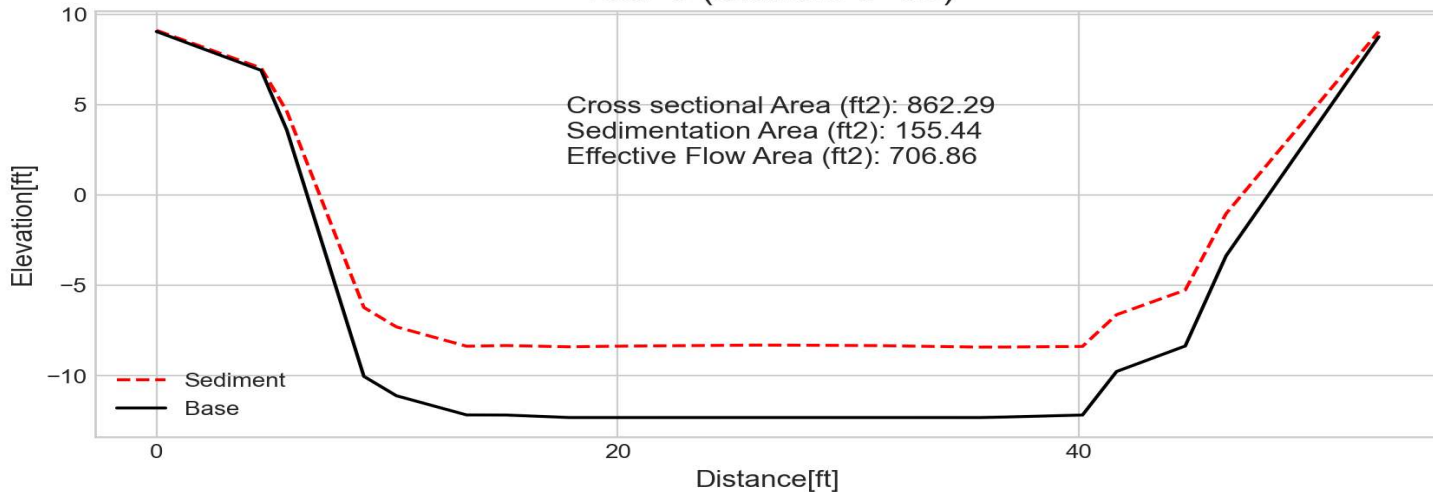 10
Cross sectional Area (ft2): 862.29
Sedimentation Area (ft2): 155.44
Effective Flow Area (ft2): 706.86
5
0
−5
−10
Elevation[ft]
Sediment
Base
0
20
40
Distance[ft]